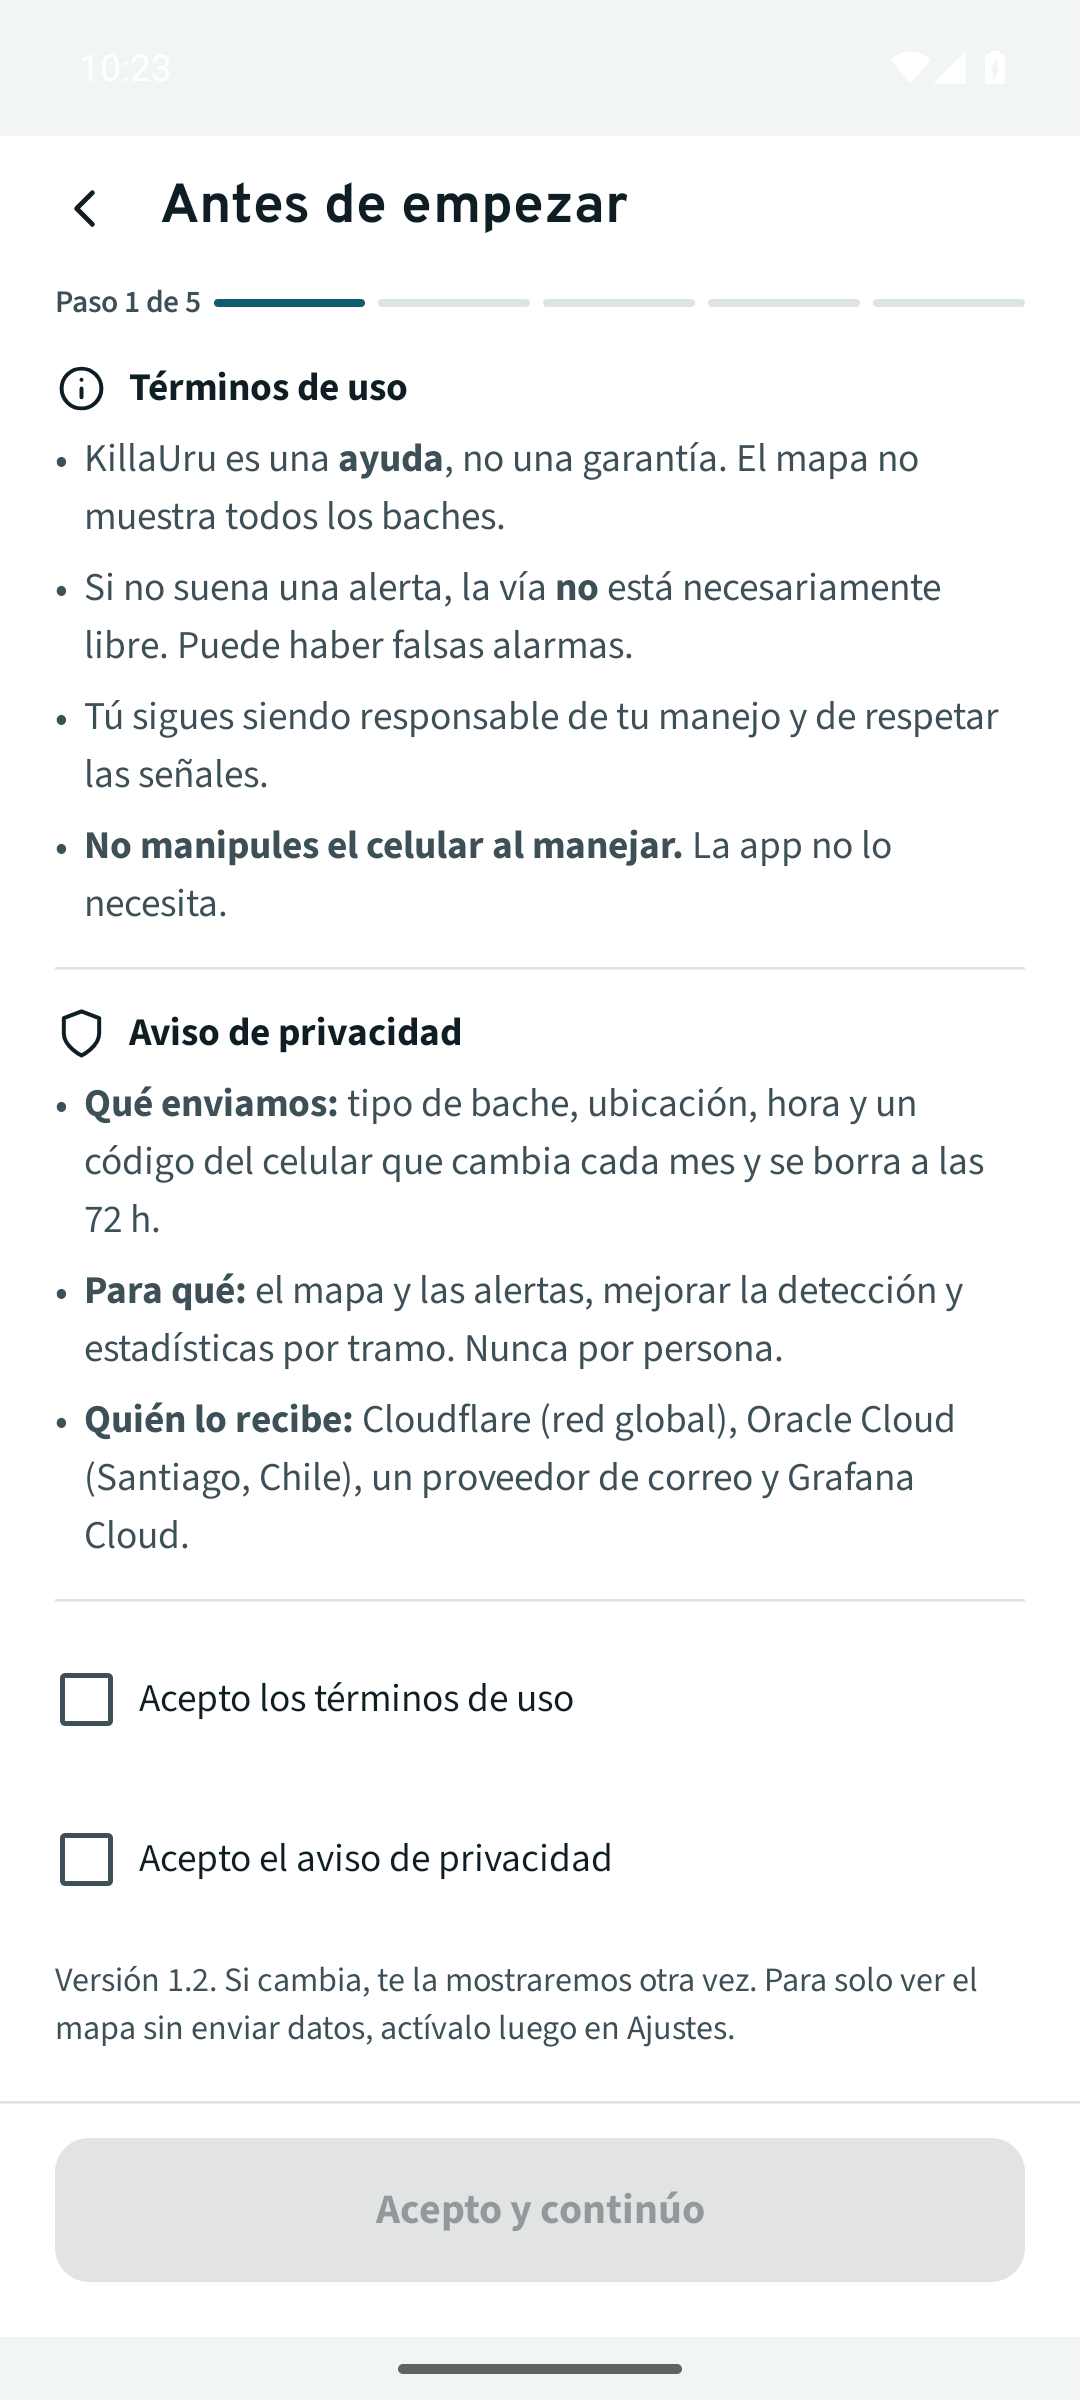 10:23
Antes de empezar
Paso 1 de 5
Términos de uso
• KillaUru es una ayuda, no una garantía. El mapa no
muestra todos los baches.
• Si no suena una alerta, la vía no está necesariamente
libre. Puede haber falsas alarmas.
• Tú sigues siendo responsable de tu manejo y de respetar
las señales.
• No manipules el celular al manejar. La app no lo
necesita.
Aviso de privacidad
• Qué enviamos: tipo de bache, ubicación, hora y un
código del celular que cambia cada mes y se borra a las
72 h.
• Para qué: el mapa y las alertas, mejorar la detección y
estadísticas por tramo. Nunca por persona.
• Quién lo recibe: Cloudflare (red global), Oracle Cloud
(Santiago, Chile), un proveedor de correo y Grafana
Cloud.
Acepto los términos de uso
Acepto el aviso de privacidad
Versión 1.2. Si cambia, te la mostraremos otra vez. Para solo ver el
mapa sin enviar datos, actívalo luego en Ajustes.
Acepto y continúo